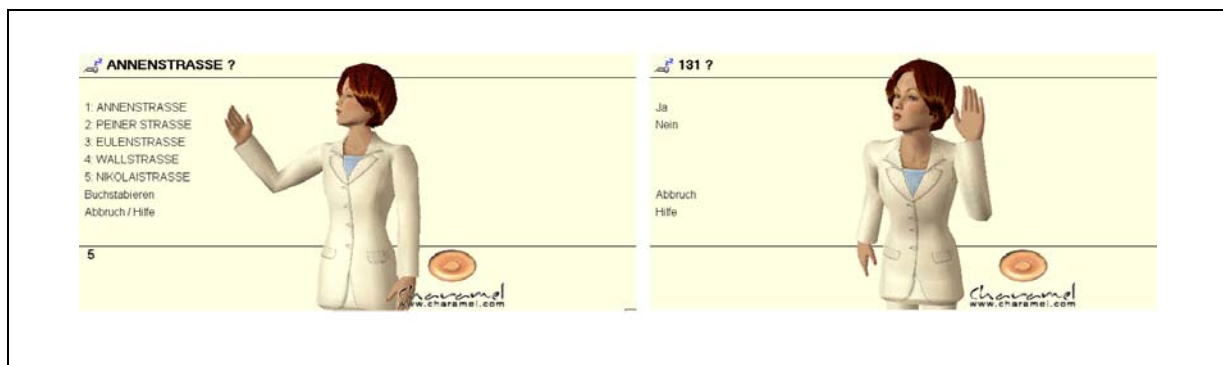 ANNENSTRASSE ?
1: ANNENSTRASSE
2: PEINER STRASSE
3: EULENSTRASSE
4: WALLSTRASSE
5: NIKOLAISTRASSE
Buchstabieren
Abbruch / Hilfe
5
Charamel
www.charamel.com
131 ?
Ja
Nein
Abbruch
Hilfe
Charamel
www.charamel.com